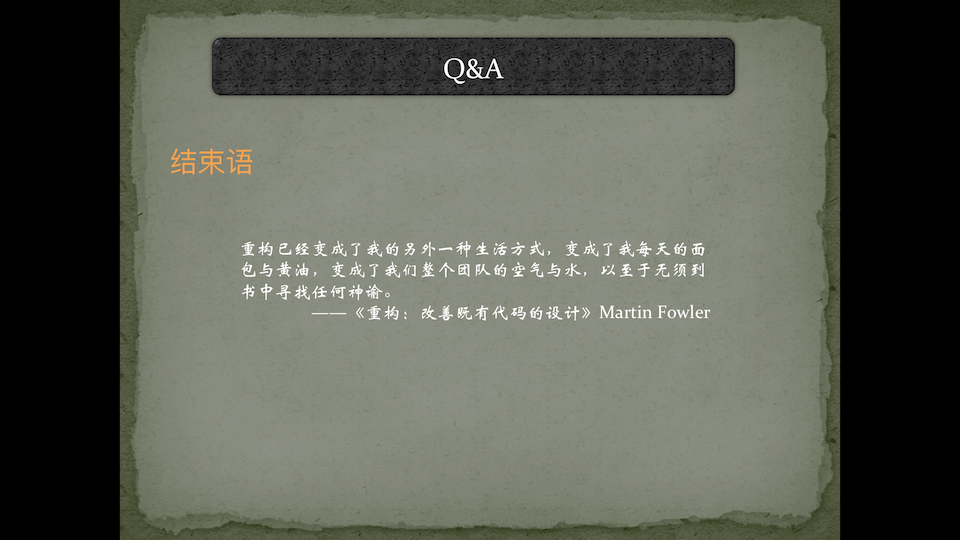 Q&A
结束语
重构已经变成了我的另外一种生活方式，变成了我每天的面
包与黄油，变成了我们整个团队的空气与水，以至于无须到
书中寻找任何神谕。
——《重构：改善既有代码的设计》Martin Fowler